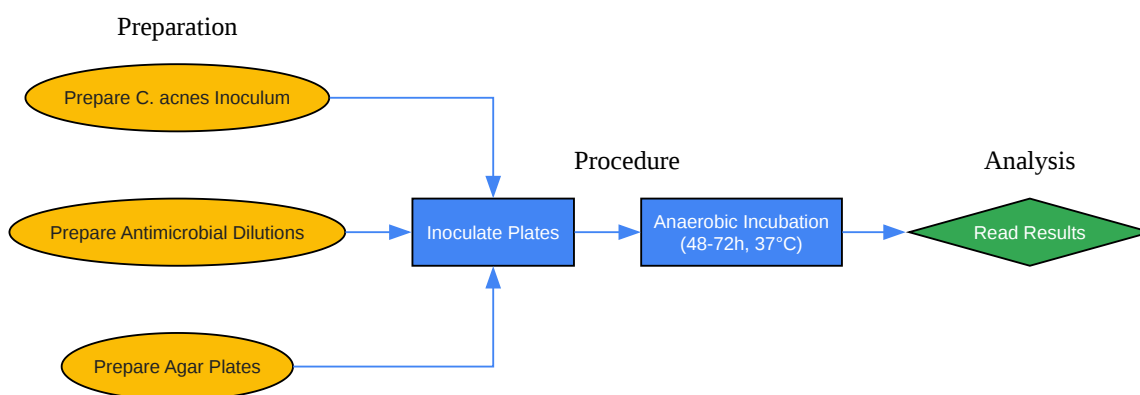 Preparation
Prepare C. acnes Inoculum
Procedure
Analysis
Prepare Antimicrobial Dilutions
Inoculate Plates
Anaerobic Incubation
(48-72h, 37°C)
Read Results
Prepare Agar Plates